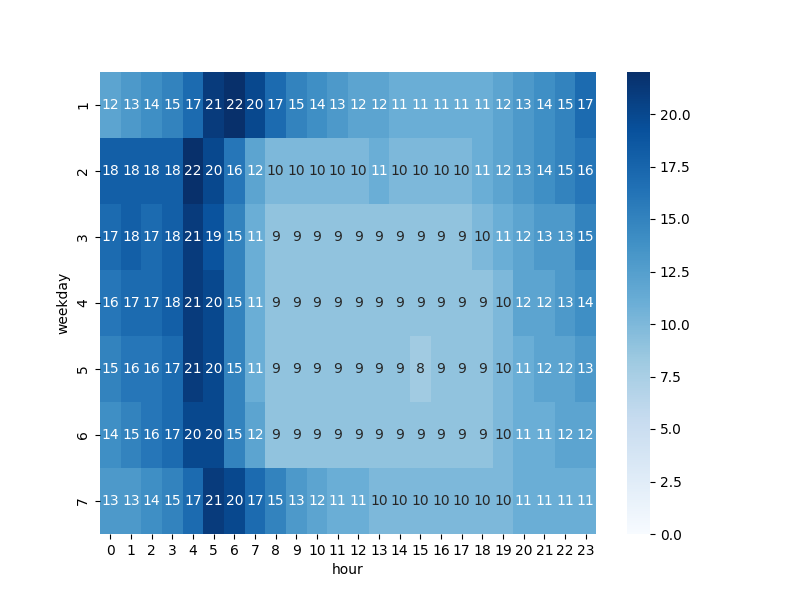 1 12 13 14 15 17 21 22 20 17 15 14 13 12 12 11 11 11 11 11 12 13 14 15 17
2 18 18 18 18 22 20 16 12 10 10 10 10 10 11 10 10 10 10 11 12 13 14 15 16
3 17 18 17 18 21 19 15 11 9 9 9 9 9 9 9 9 9 9 10 11 12 13 13 15
4 16 17 17 18 21 20 15 11 9 9 9 9 9 9 9 9 9 9 9 10 12 12 13 14
5 15 16 16 17 21 20 15 11 9 9 9 9 9 9 9 8 9 9 9 10 11 12 12 13
6 14 15 16 17 20 20 15 12 9 9 9 9 9 9 9 9 9 9 9 10 11 11 12 12
7 13 13 14 15 17 21 20 17 15 13 12 11 11 10 10 10 10 10 10 10 11 11 11 11
0 1 2 3 4 5 6 7 8 9 10 11 12 13 14 15 16 17 18 19 20 21 22 23
hour
weekday
20.0
17.5
15.0
12.5
10.0
7.5
5.0
2.5
0.0